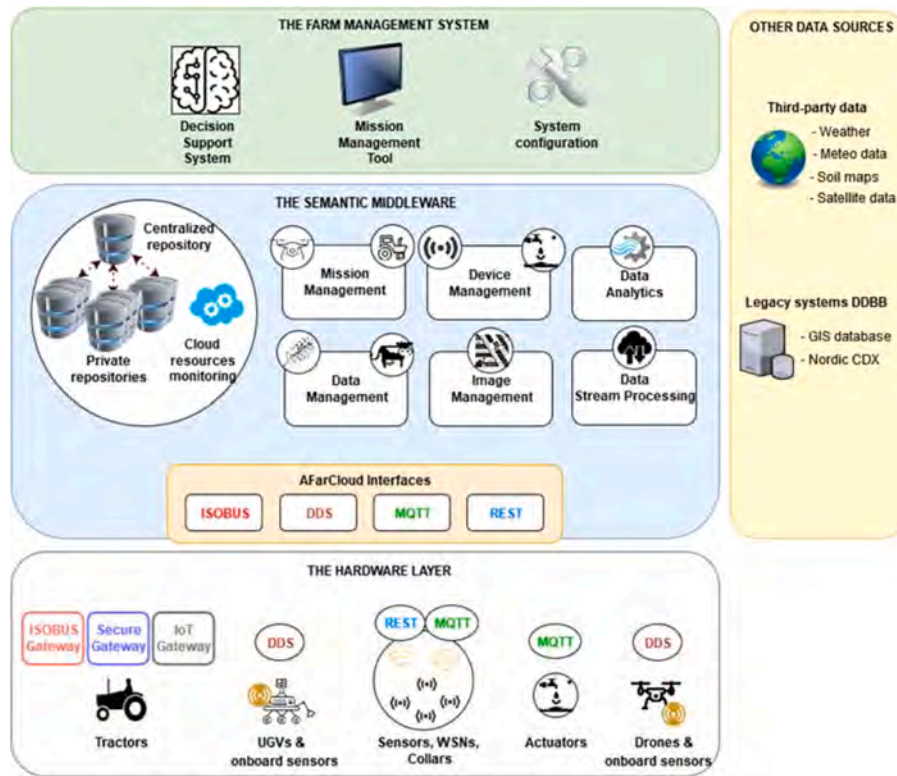 THE FARM MANAGEMENT SYSTEM
Decision
Support
System
Mission
Management
Tool
System
configuration
OTHER DATA SOURCES
Third-party data
- Weather
- Meteo data
- Soil maps
- Satellite data
Legacy systems DDBB
- GIS database
- Nordic CDX
THE SEMANTIC MIDDLEWARE
Centralized
repository
Private
repositories
Cloud
resources
monitoring
Mission
Management
Device
Management
Data
Analytics
Data
Management
Image
Management
Data
Stream Processing
AFarCloud Interfaces
ISOBUS
DDS
MQTT
REST
THE HARDWARE LAYER
ISOBUS
Gateway
Secure
Gateway
IoT
Gateway
Tractors
DDS
UGVs &
onboard sensors
REST
MQTT
Sensors, WSNs,
Collars
MQTT
Actuators
DDS
Drones &
onboard sensors